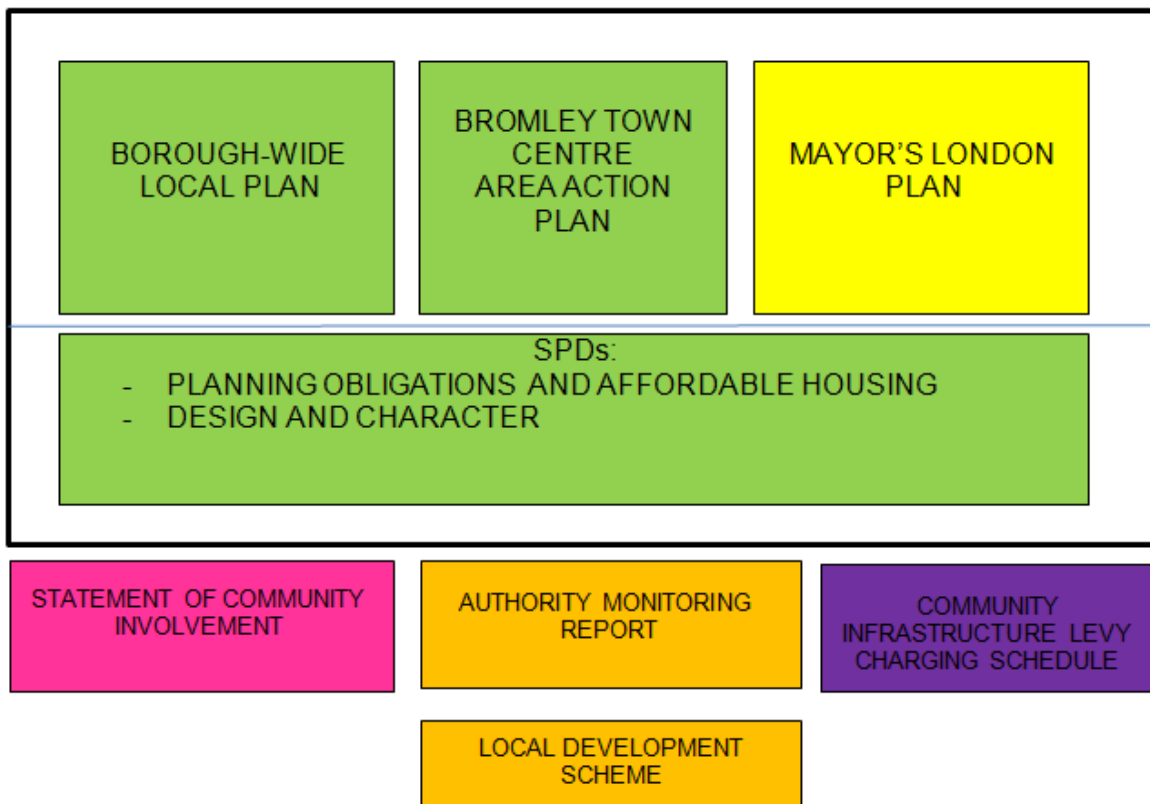 BOROUGH-WIDE
LOCAL PLAN
BROMLEY TOWN
CENTRE
AREA ACTION
PLAN
MAYOR’S LONDON
PLAN
SPDs:
- PLANNING OBLIGATIONS AND AFFORDABLE HOUSING
- DESIGN AND CHARACTER
STATEMENT OF COMMUNITY
INVOLVEMENT
AUTHORITY MONITORING
REPORT
COMMUNITY
INFRASTRUCTURE LEVY
CHARGING SCHEDULE
LOCAL DEVELOPMENT
SCHEME